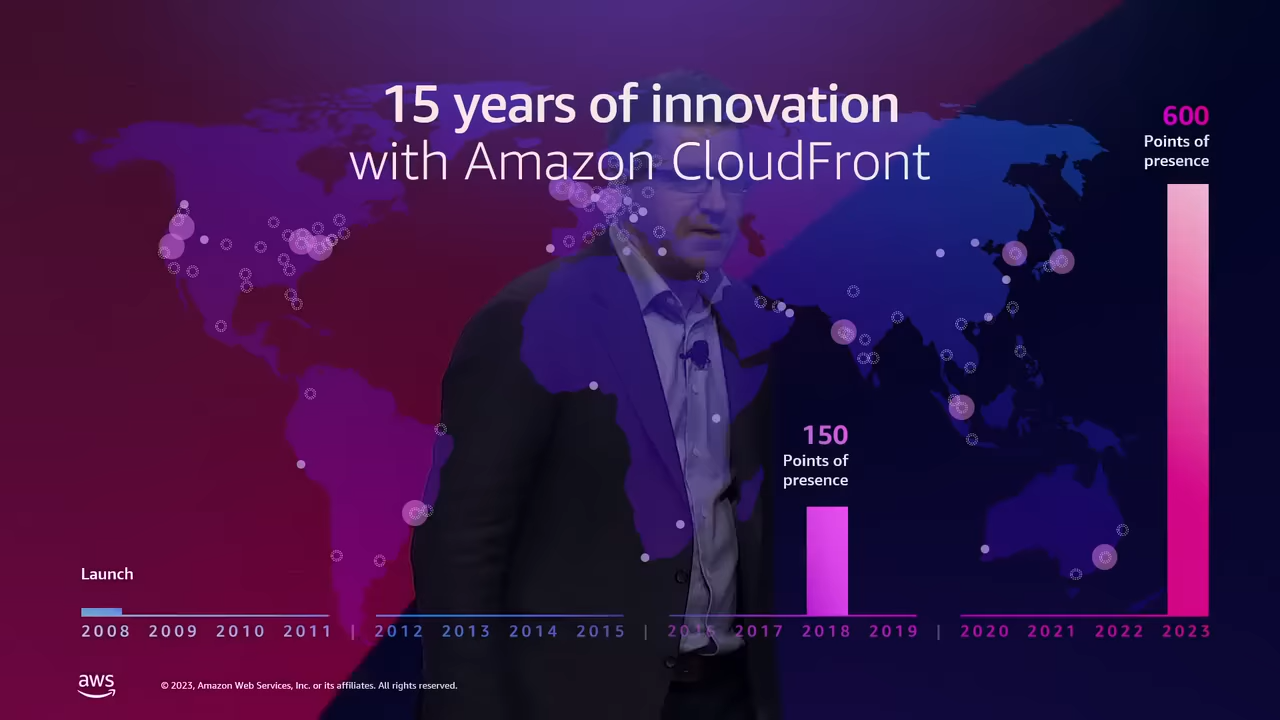 15 years of innovation
with Amazon CloudFront
600
Points of
presence
150
Points of
presence
Launch
2008 2009 2010 2011 | 2012 2013 2014 2015 | 2016 2017 2018 2019 | 2020 2021 2022 2023
aws
© 2023, Amazon Web Services, Inc. or its affiliates. All rights reserved.